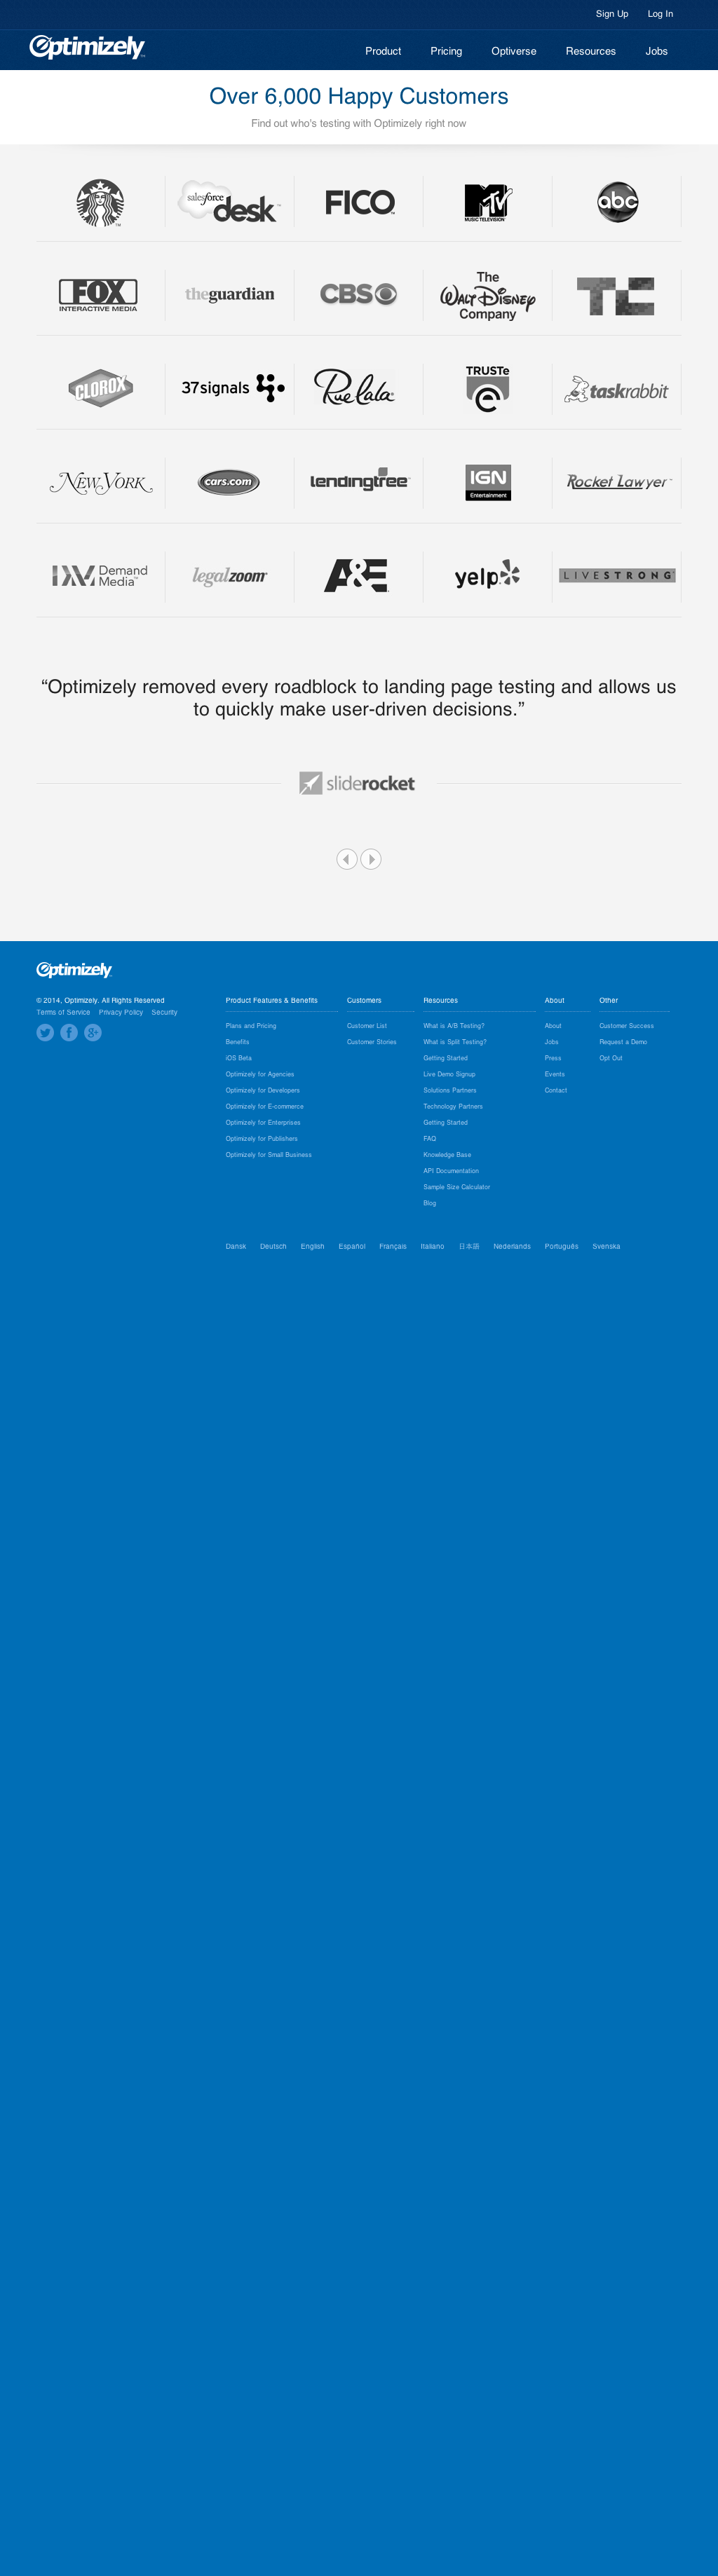 Sign Up Log In
Optimizely
Product Pricing Optiverse Resources Jobs
Over 6,000 Happy Customers
Find out who's testing with Optimizely right now
salesforce desk FICO MTV MUSIC TELEVISION abc
FOX INTERACTIVE MEDIA theguardian CBS The WALT DISNEY Company TC
CLOROX 37signals Rue La La TRUSTe taskrabbit
NEW YORK cars.com lendingtree IGN Entertainment Rocket Lawyer
Demand Media legalzoom A&E yelp LIVESTRONG
“Optimizely removed every roadblock to landing page testing and allows us
to quickly make user-driven decisions.”
sliderocket
Optimizely
© 2014, Optimizely. All Rights Reserved
Terms of Service Privacy Policy Security
Product Features & Benefits
Plans and Pricing
Benefits
iOS Beta
Optimizely for Agencies
Optimizely for Developers
Optimizely for E-commerce
Optimizely for Enterprises
Optimizely for Publishers
Optimizely for Small Business
Customers
Customer List
Customer Stories
Resources
What is A/B Testing?
What is Split Testing?
Getting Started
Live Demo Signup
Solutions Partners
Technology Partners
Getting Started
FAQ
Knowledge Base
API Documentation
Sample Size Calculator
Blog
About
About
Jobs
Press
Events
Contact
Other
Customer Success
Request a Demo
Opt Out
Dansk Deutsch English Español Français Italiano 日本語 Nederlands Português Svenska